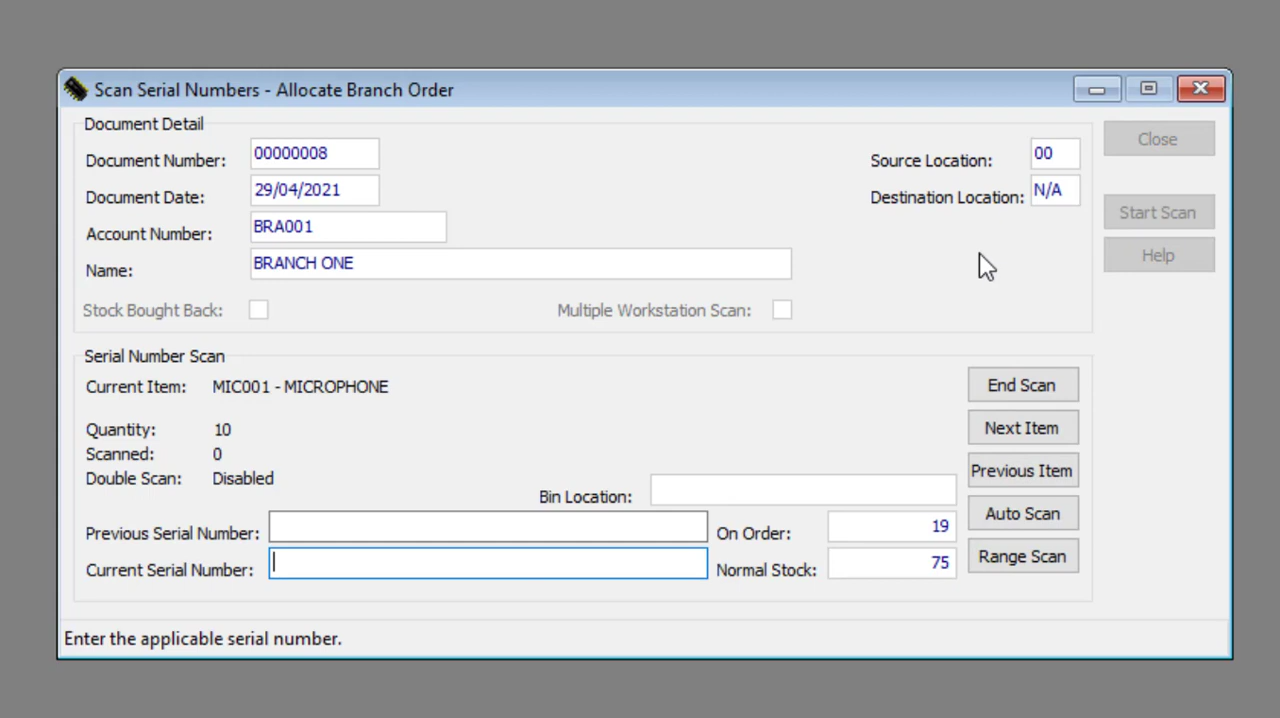 Scan Serial Numbers - Allocate Branch Order
Document Detail
Document Number: 00000008
Source Location: 00
Close
Document Date: 29/04/2021
Destination Location: N/A
Start Scan
Account Number: BRA001
Help
Name: BRANCH ONE
Stock Bought Back:
Multiple Workstation Scan:
Serial Number Scan
Current Item: MIC001 - MICROPHONE
End Scan
Quantity: 10
Next Item
Scanned: 0
Previous Item
Double Scan: Disabled
Bin Location:
Auto Scan
Previous Serial Number:
On Order: 19
Range Scan
Current Serial Number:
Normal Stock: 75
Enter the applicable serial number.